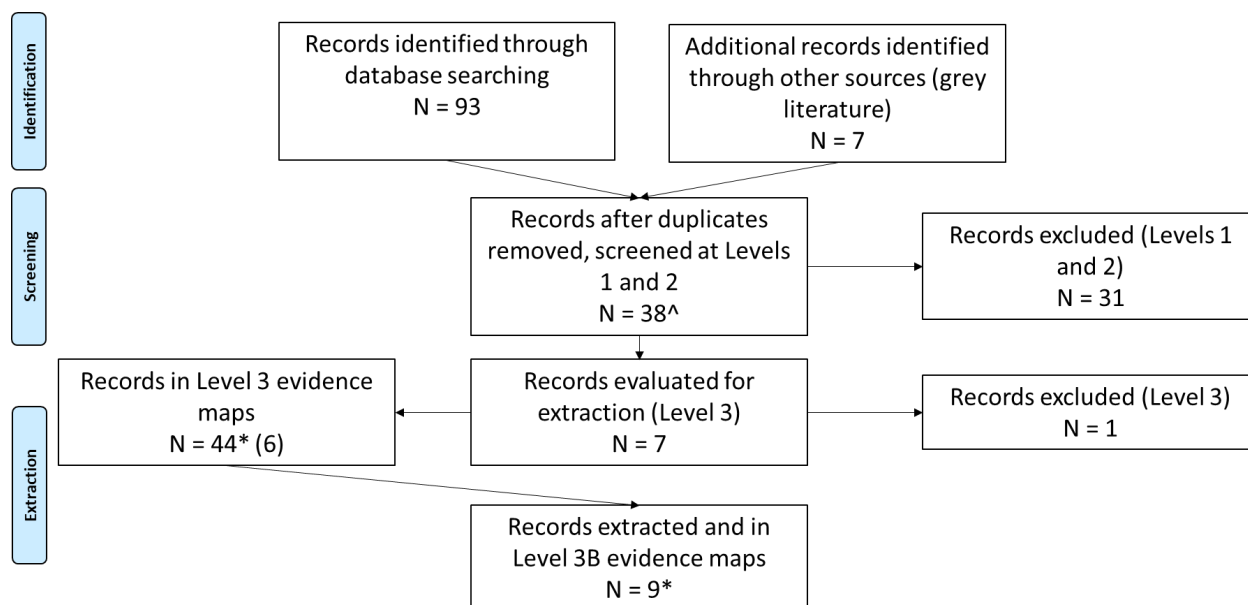 Identification
Records identified through
database searching
N = 93
Additional records identified
through other sources (grey
literature)
N = 7
Screening
Records after duplicates
removed, screened at Levels
1 and 2
N = 38^
Records excluded (Levels 1
and 2)
N = 31
Extraction
Records in Level 3 evidence
maps
N = 44* (6)
Records evaluated for
extraction (Level 3)
N = 7
Records excluded (Level 3)
N = 1
Records extracted and in
Level 3B evidence maps
N = 9*